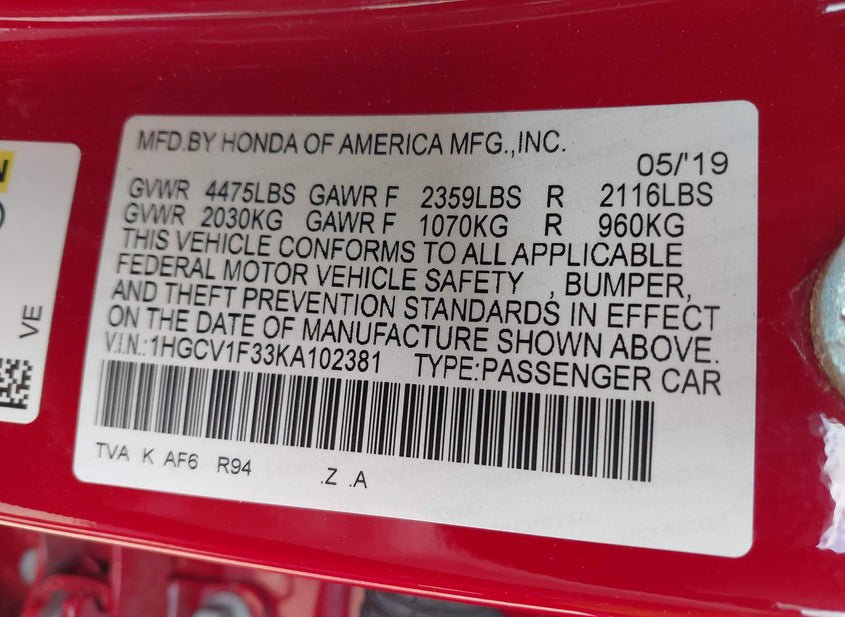 MFD.BY HONDA OF AMERICA MFG.,INC.
05/'19
GVWR 4475LBS GAWR F 2359LBS R 2116LBS
GVWR 2030KG GAWR F 1070KG R 960KG
THIS VEHICLE CONFORMS TO ALL APPLICABLE
FEDERAL MOTOR VEHICLE SAFETY , BUMPER,
AND THEFT PREVENTION STANDARDS IN EFFECT
ON THE DATE OF MANUFACTURE SHOWN ABOVE.
V.I.N.:1HGCV1F33KA102381 TYPE:PASSENGER CAR
TVA K AF6 R94 .Z .A
N
VE